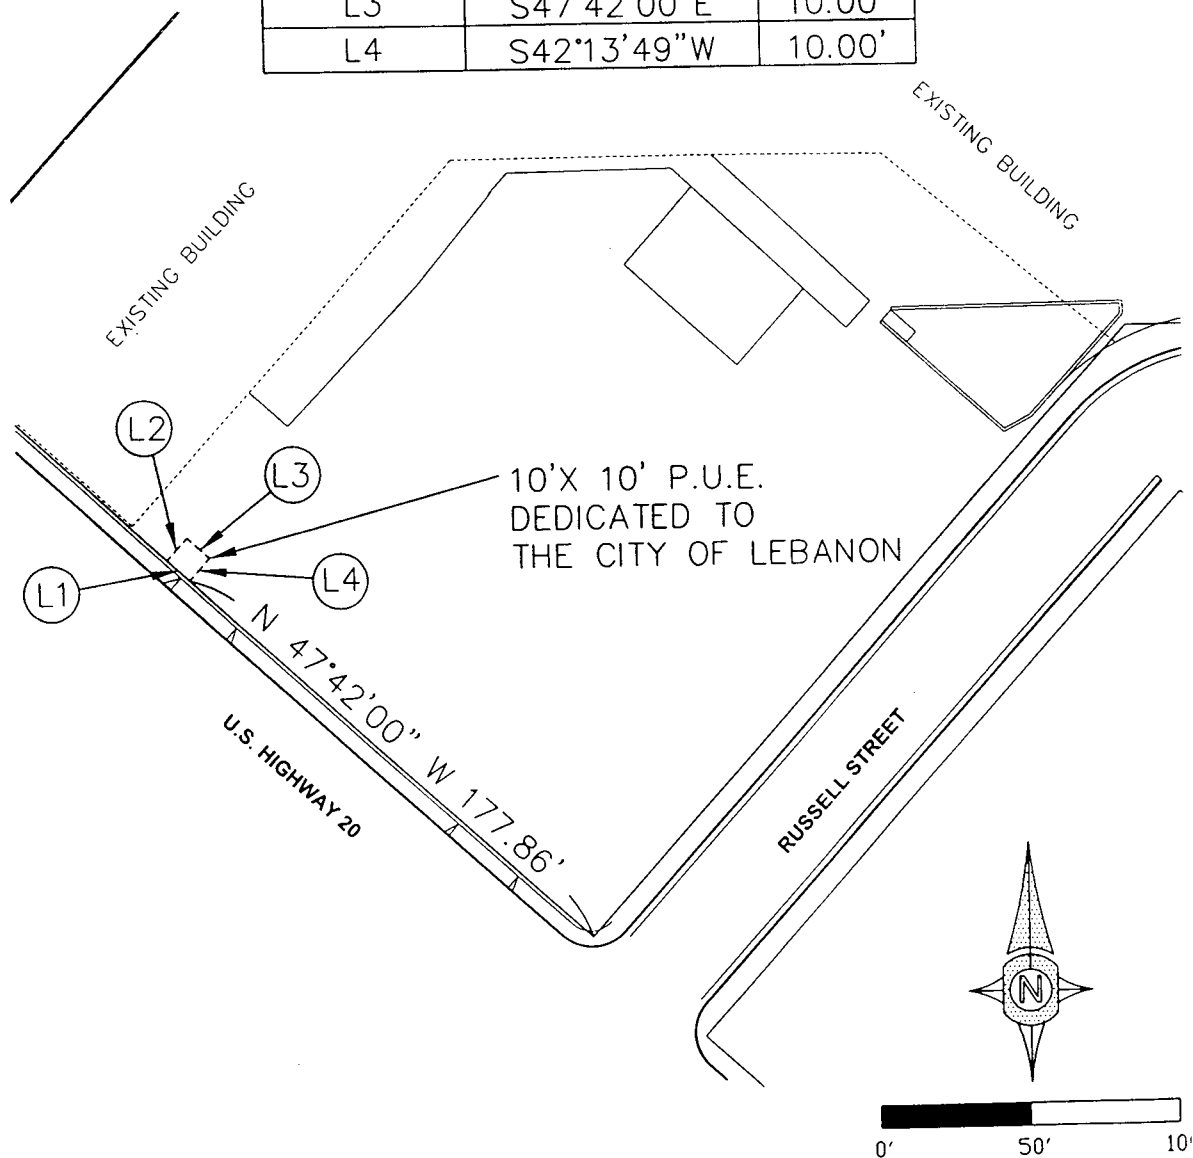 L3 S47°42'00"E 10.00'
L4 S42°13'49"W 10.00'
EXISTING BUILDING
EXISTING BUILDING
L2
L3
10'X 10' P.U.E.
DEDICATED TO
THE CITY OF LEBANON
L1
L4
N 47°42'00" W 177.86'
U.S. HIGHWAY 20
RUSSELL STREET
N
0' 50'